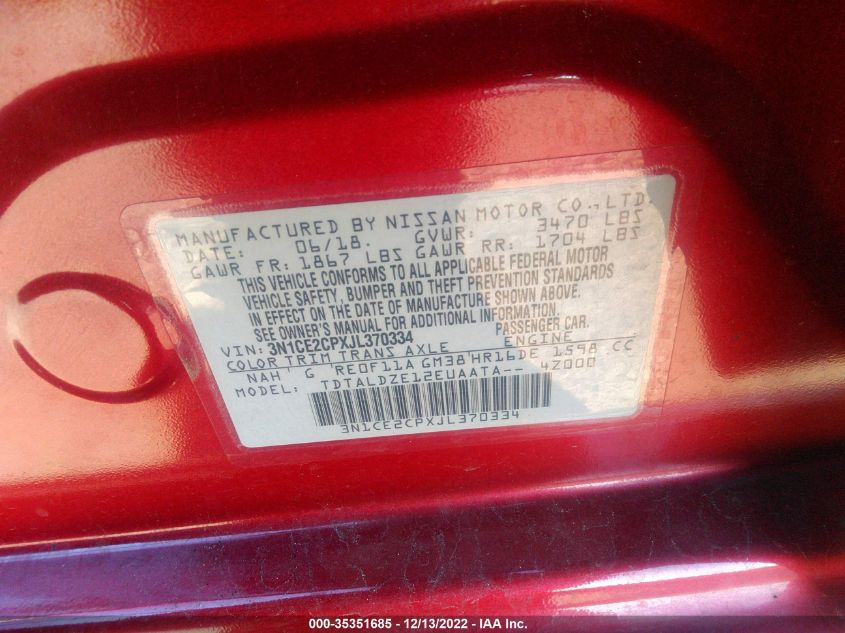 MANUFACTURED BY NISSAN MOTOR CO.,LTD.
DATE: 06/18. GVWR: 3470 LBS
GAWR FR: 1867 LBS GAWR RR: 1704 LBS
THIS VEHICLE CONFORMS TO ALL APPLICABLE FEDERAL MOTOR
VEHICLE SAFETY, BUMPER AND THEFT PREVENTION STANDARDS
IN EFFECT ON THE DATE OF MANUFACTURE SHOWN ABOVE.
SEE OWNER'S MANUAL FOR ADDITIONAL INFORMATION.
VIN: 3N1CE2CPXJL370334 PASSENGER CAR.
COLOR TRIM TRANS AXLE ENGINE
NAH' G RE0F11A GM38'HR16DE 1598 CC
MODEL: TDTALDZE12EUAATA-- 4Z000
3N1CE2CPXJL370334
000-35351685 - 12/13/2022 - IAA Inc.